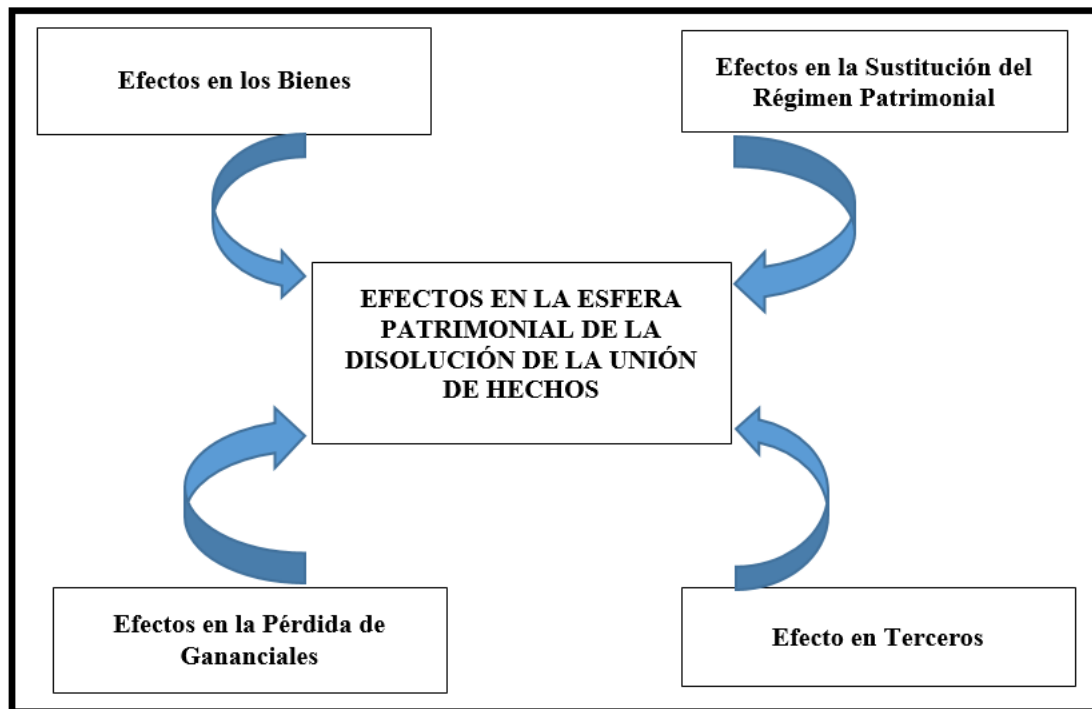 Efectos en los Bienes
Efectos en la Sustitución del
Régimen Patrimonial
EFECTOS EN LA ESFERA
PATRIMONIAL DE LA
DISOLUCIÓN DE LA UNIÓN
DE HECHOS
Efectos en la Pérdida de
Gananciales
Efecto en Terceros